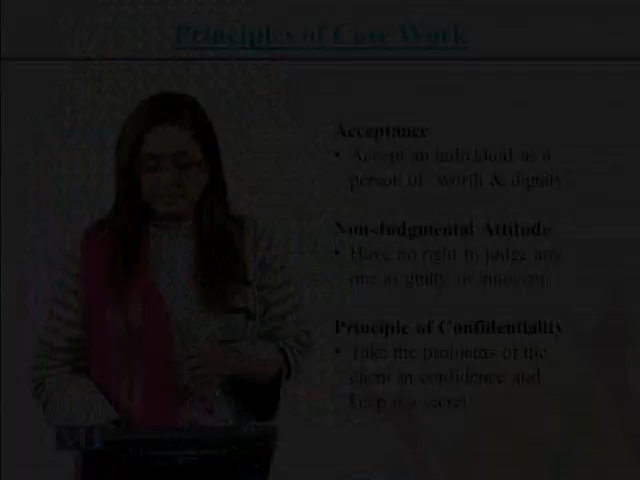 Principles of Case Work
Acceptance
• Accept an individual as a
person of worth & dignity
Non-Judgmental Attitude
• Have no right to judge any
one as guilty or innocent
Principle of Confidentiality
• Take the problems of the
client in confidence and
keep is a secret